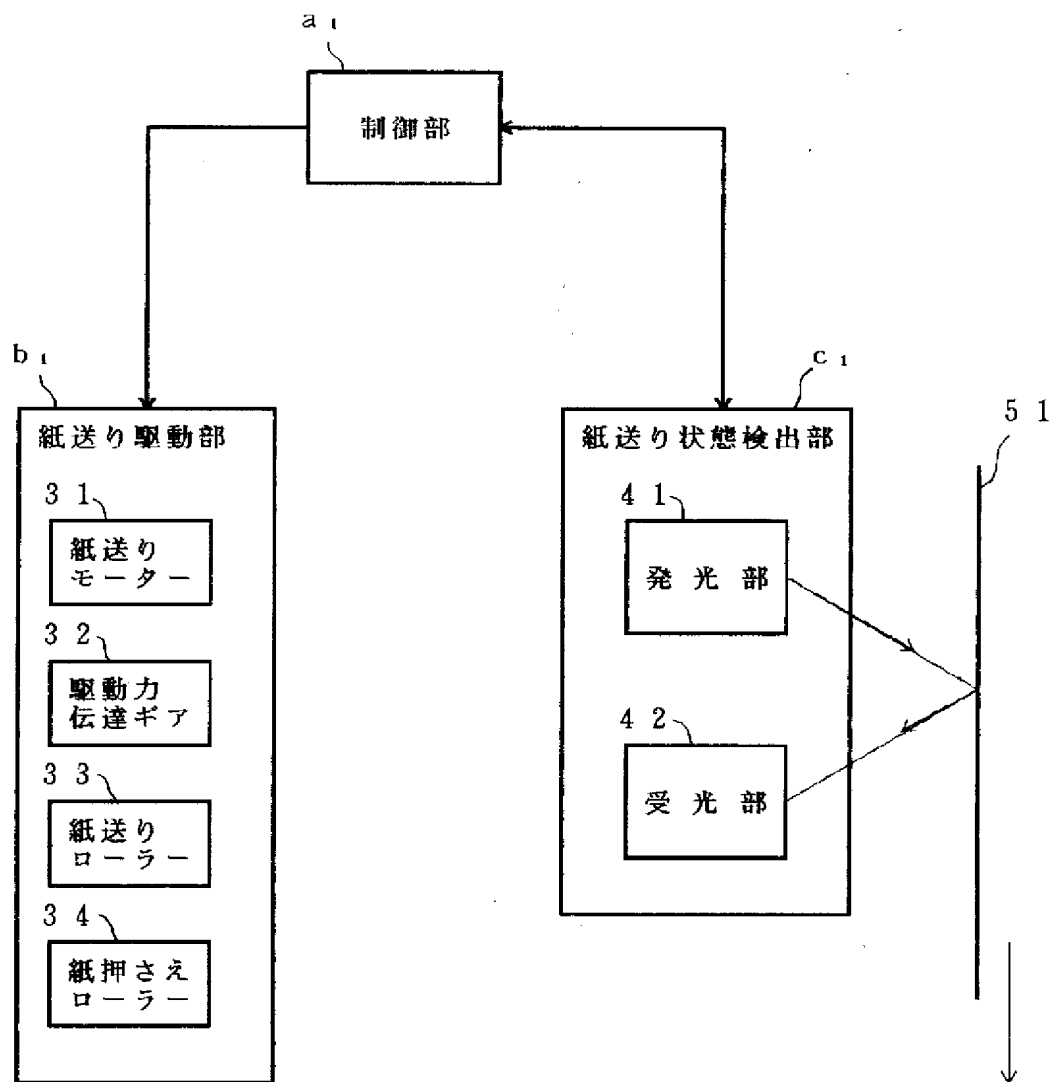 a₁
制御部
b₁
紙送り駆動部
31
紙送り
モーター
32
駆動力
伝達ギア
33
紙送り
ローラー
34
紙押さえ
ローラー
c₁
紙送り状態検出部
41
発光部
42
受光部
51